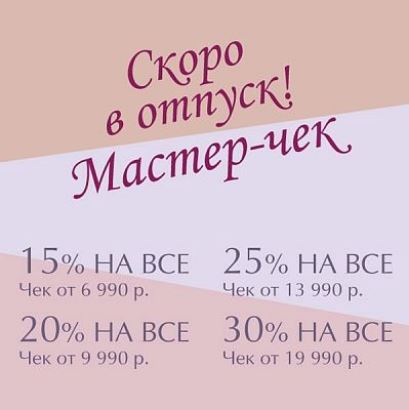 Скоро
в отпуск!
Мастер-чек
15% НА ВСЕ
Чек от 6 990 р.
20% НА ВСЕ
Чек от 9 990 р.
25% НА ВСЕ
Чек от 13 990 р.
30% НА ВСЕ
Чек от 19 990 р.